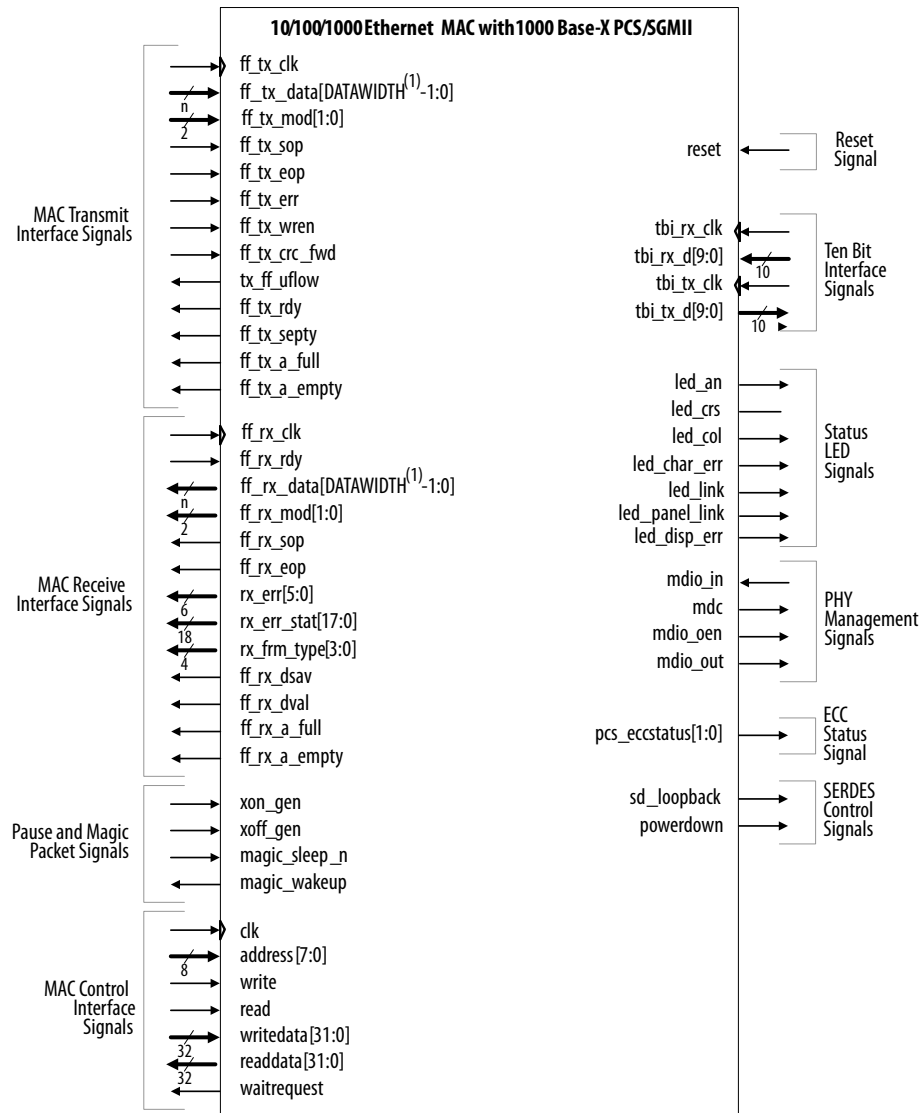 10/100/1000 Ethernet MAC with 1000 Base-X PCS/SGMII
MAC Transmit
Interface Signals
ff_tx_clk
ff_tx_data[DATAWIDTH(1)-1:0]
n
ff_tx_mod[1:0]
2
ff_tx_sop
ff_tx_eop
ff_tx_err
ff_tx_wren
ff_tx_crc_fwd
tx_ff_uflow
ff_tx_rdy
ff_tx_septy
ff_tx_a_full
ff_tx_a_empty
MAC Receive
Interface Signals
ff_rx_clk
ff_rx_rdy
ff_rx_data[DATAWIDTH(1)-1:0]
n
ff_rx_mod[1:0]
2
ff_rx_sop
ff_rx_eop
rx_err[5:0]
6
rx_err_stat[17:0]
18
rx_frm_type[3:0]
4
ff_rx_dsav
ff_rx_dval
ff_rx_a_full
ff_rx_a_empty
Pause and Magic
Packet Signals
xon_gen
xoff_gen
magic_sleep_n
magic_wakeup
MAC Control
Interface
Signals
clk
address[7:0]
8
write
read
writedata[31:0]
32
readdata[31:0]
32
waitrequest
reset
Reset
Signal
tbi_rx_clk
tbi_rx_d[9:0]
10
tbi_tx_clk
tbi_tx_d[9:0]
10
Ten Bit
Interface
Signals
led_an
led_crs
led_col
led_char_err
led_link
led_panel_link
led_disp_err
Status
LED
Signals
mdio_in
mdc
mdio_oen
mdio_out
PHY
Management
Signals
pcs_eccstatus[1:0]
ECC
Status
Signal
sd_loopback
powerdown
SERDES
Control
Signals